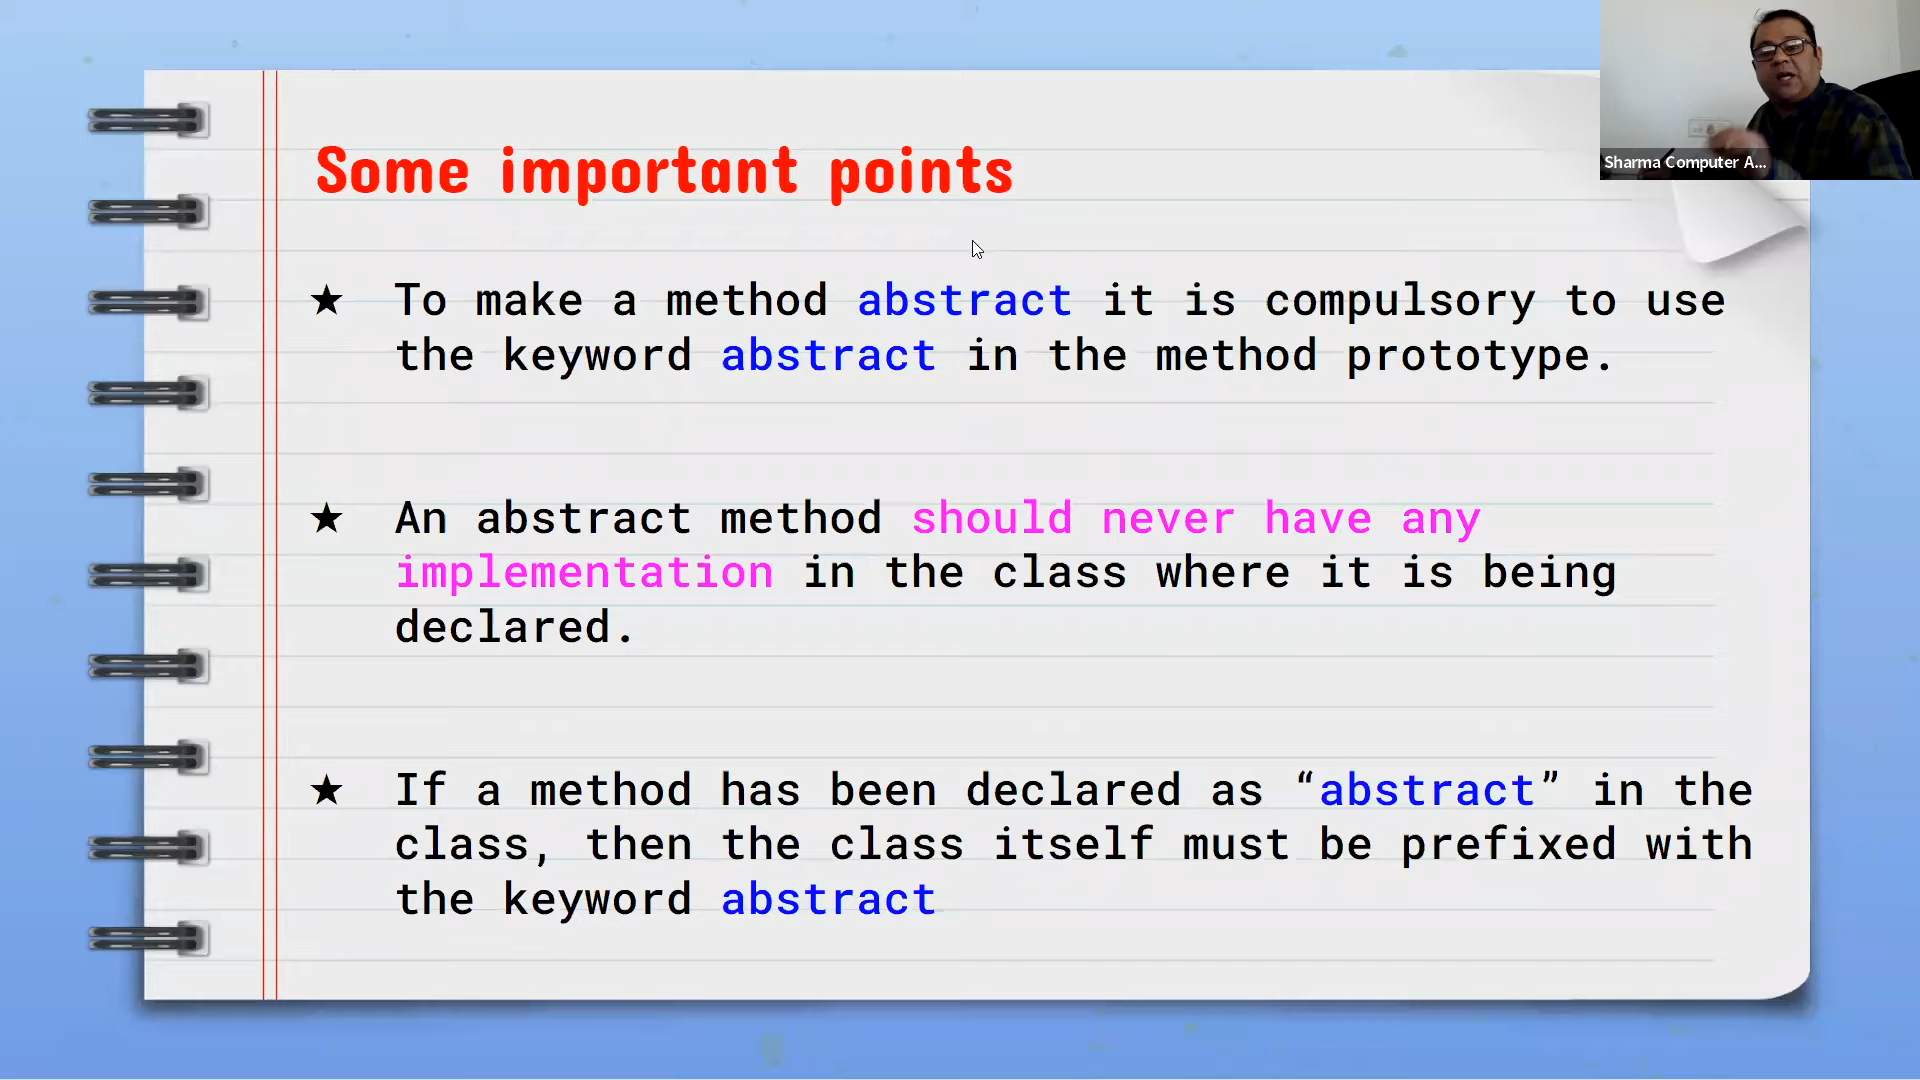 Sharma Computer A...
Some important points
★ To make a method abstract it is compulsory to use
the keyword abstract in the method prototype.
★ An abstract method should never have any
implementation in the class where it is being
declared.
★ If a method has been declared as “abstract” in the
class, then the class itself must be prefixed with
the keyword abstract